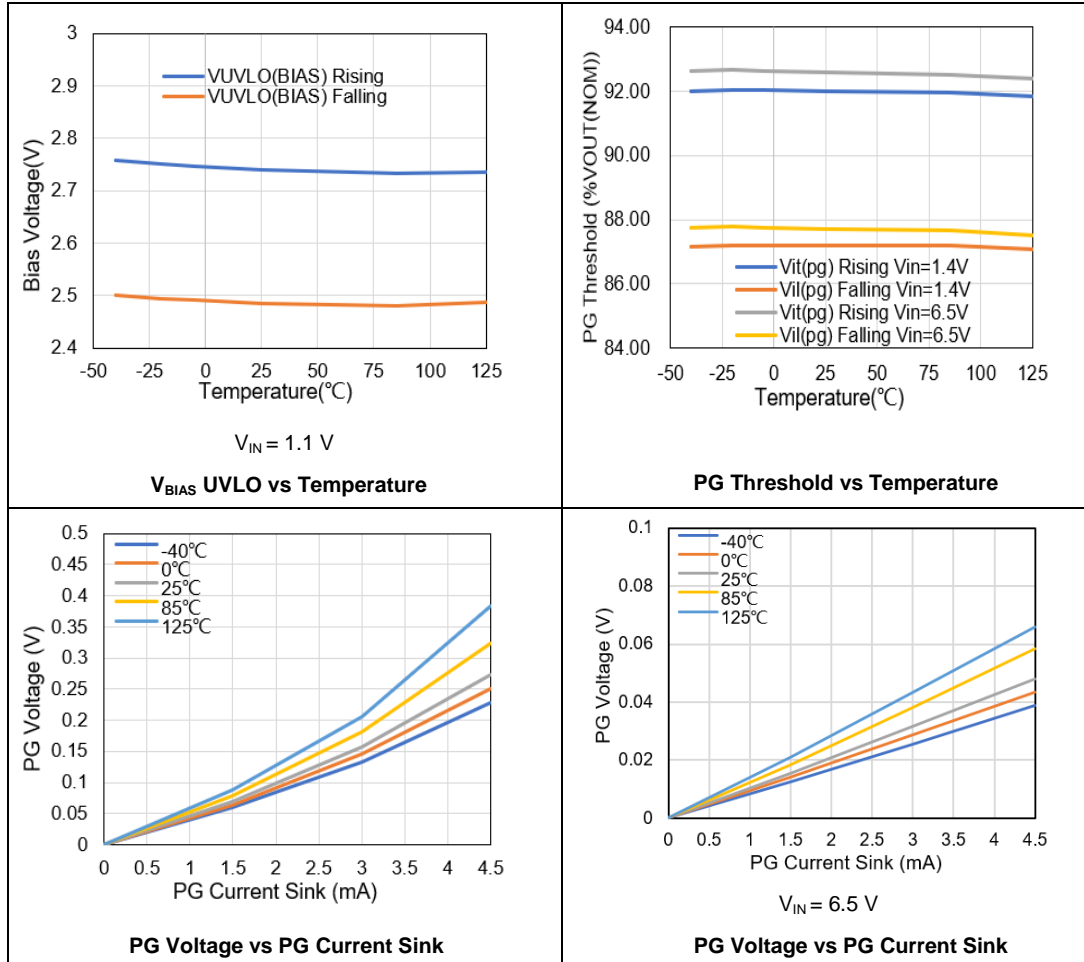 3
2.9
2.8
2.7
2.6
2.5
2.4
Bias Voltage(V)
VUVLO(BIAS) Rising
VUVLO(BIAS) Falling
-50 -25 0 25 50 75 100 125
Temperature(℃)
VIN = 1.1 V
VBIAS UVLO vs Temperature
94.00
92.00
90.00
88.00
86.00
84.00
PG Threshold (%VOUT(NOM))
Vit(pg) Rising Vin=1.4V
Vil(pg) Falling Vin=1.4V
Vit(pg) Rising Vin=6.5V
Vil(pg) Falling Vin=6.5V
-50 -25 0 25 50 75 100 125
Temperature(℃)
PG Threshold vs Temperature
0.5
0.45
0.4
0.35
0.3
0.25
0.2
0.15
0.1
0.05
0
PG Voltage (V)
-40℃
0℃
25℃
85℃
125℃
0 0.5 1 1.5 2 2.5 3 3.5 4 4.5
PG Current Sink (mA)
PG Voltage vs PG Current Sink
0.1
0.08
0.06
0.04
0.02
0
PG Voltage (V)
-40℃
0℃
25℃
85℃
125℃
0 0.5 1 1.5 2 2.5 3 3.5 4 4.5
PG Current Sink (mA)
VIN = 6.5 V
PG Voltage vs PG Current Sink